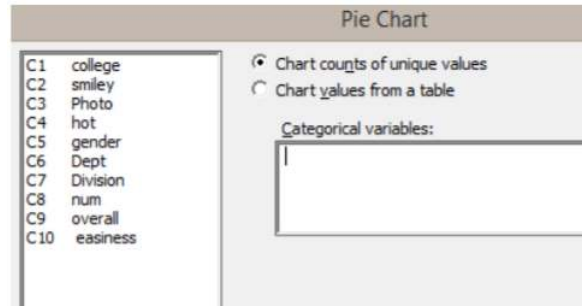 Pie Chart
C1 college
C2 smiley
C3 Photo
C4 hot
C5 gender
C6 Dept
C7 Division
C8 num
C9 overall
C10 easiness
Chart counts of unique values
Chart values from a table
Categorical variables: